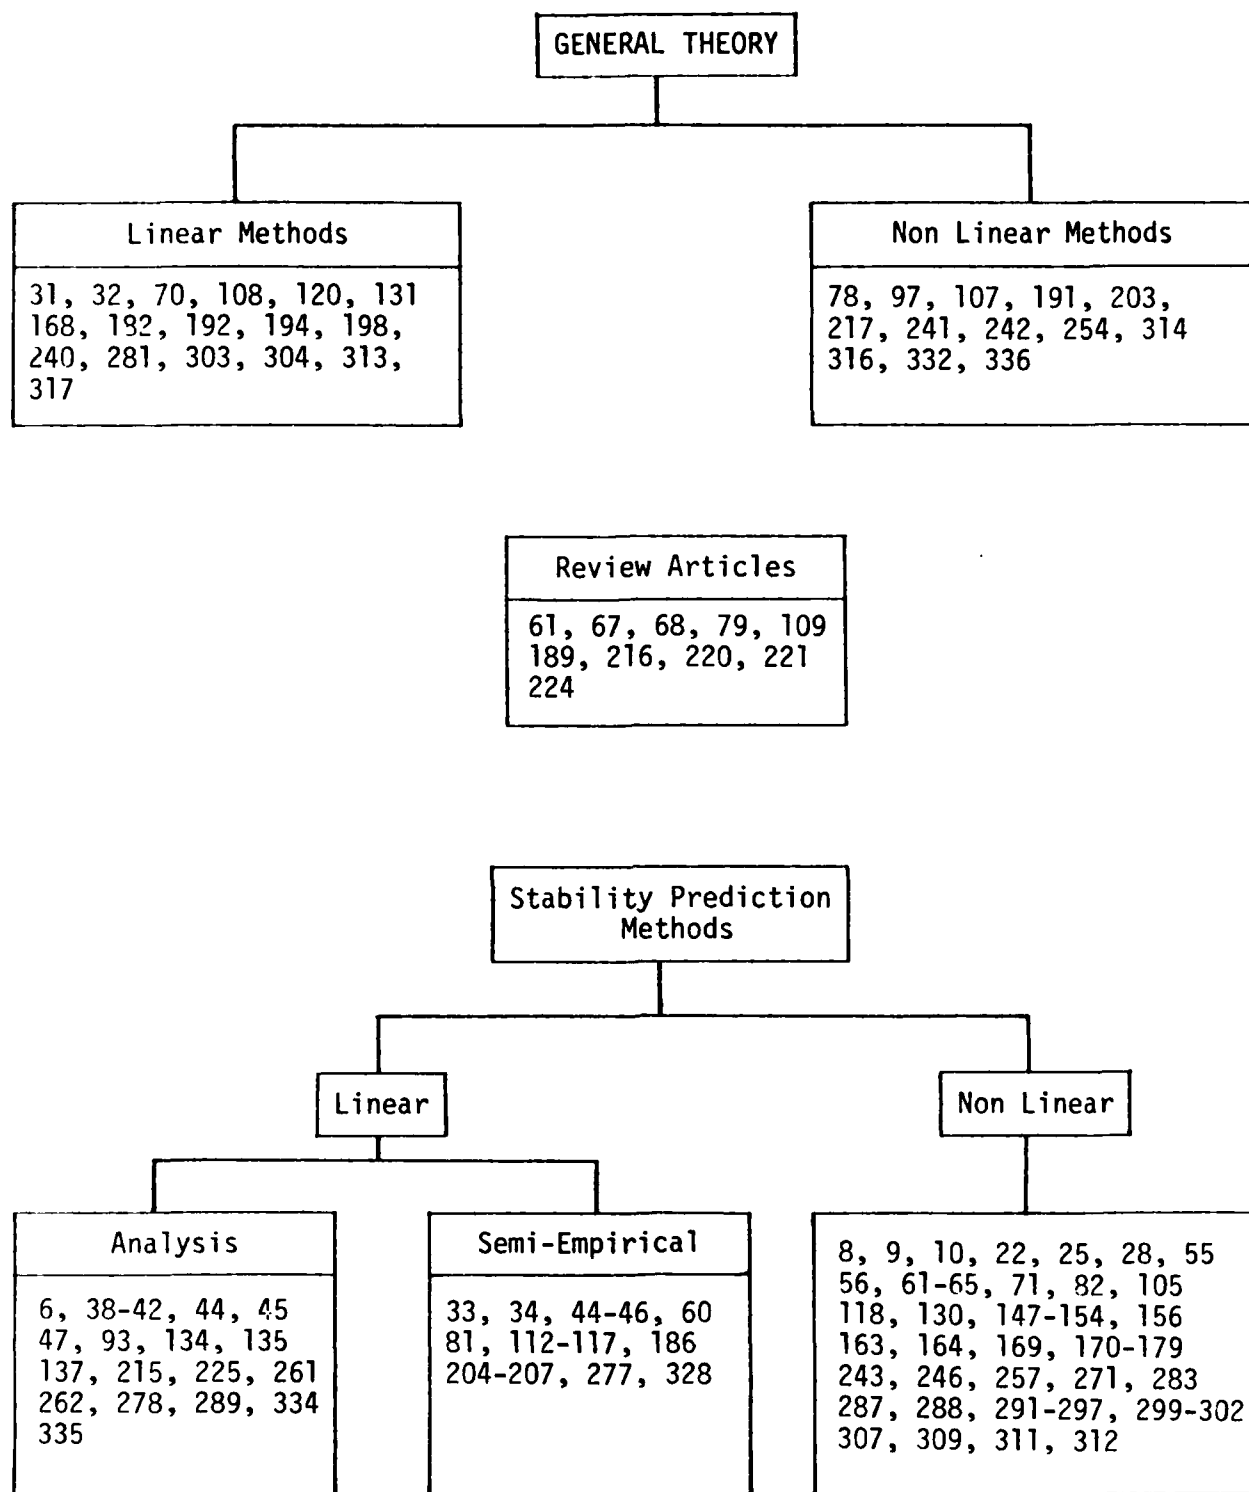 GENERAL THEORY
Linear Methods
31, 32, 70, 108, 120, 131
168, 182, 192, 194, 198,
240, 281, 303, 304, 313,
317
Non Linear Methods
78, 97, 107, 191, 203,
217, 241, 242, 254, 314
316, 332, 336
Review Articles
61, 67, 68, 79, 109
189, 216, 220, 221
224
Stability Prediction
Methods
Linear
Non Linear
Analysis
6, 38-42, 44, 45
47, 93, 134, 135
137, 215, 225, 261
262, 278, 289, 334
335
Semi-Empirical
33, 34, 44-46, 60
81, 112-117, 186
204-207, 277, 328
8, 9, 10, 22, 25, 28, 55
56, 61-65, 71, 82, 105
118, 130, 147-154, 156
163, 164, 169, 170-179
243, 246, 257, 271, 283
287, 288, 291-297, 299-302
307, 309, 311, 312